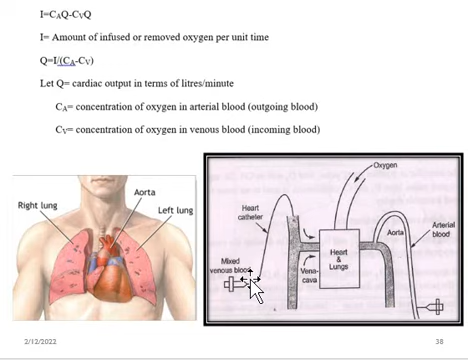 I=CAQ-CVQ
I= Amount of infused or removed oxygen per unit time
Q=I/(CA-CV)
Let Q= cardiac output in terms of litres/minute
CA= concentration of oxygen in arterial blood (outgoing blood)
CV= concentration of oxygen in venous blood (incoming blood)
Right lung
Aorta
Left lung
Oxygen
Heart
catheter
Mixed
venous blood
Vena-
cava
Heart
&
Lungs
Aorta
Arterial
blood
2/12/2022
38